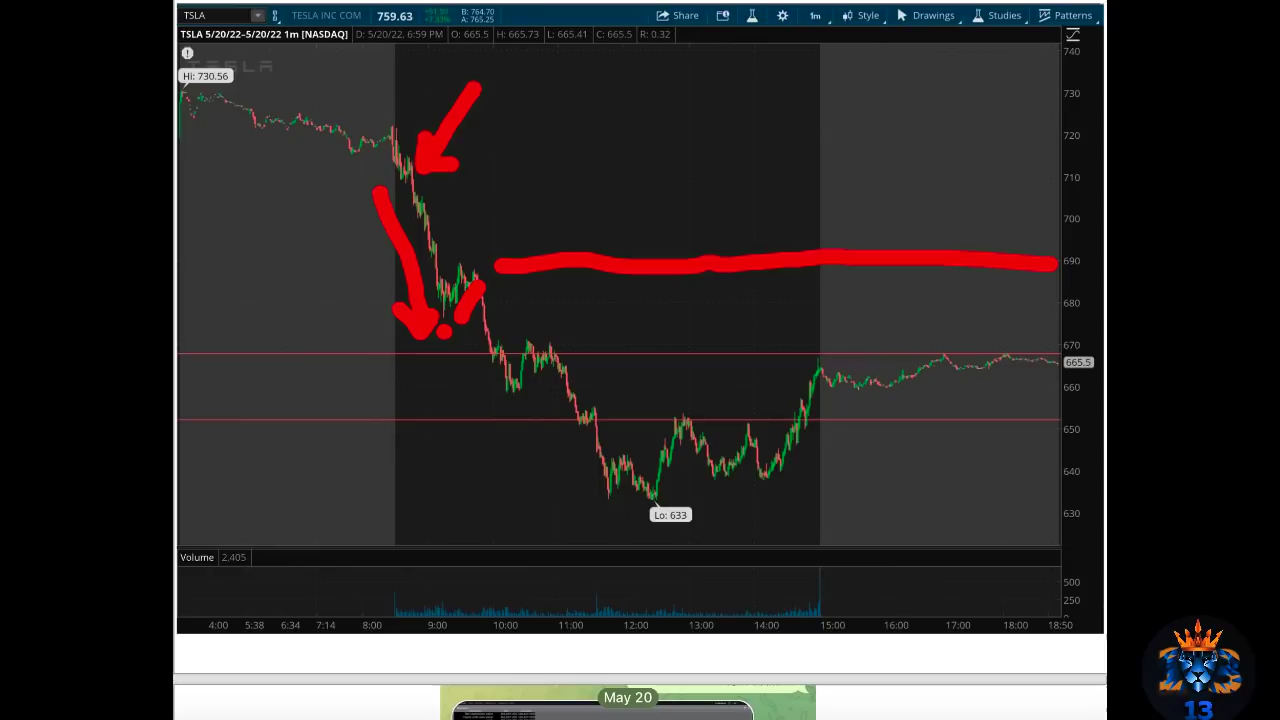 TSLA TESLA INC COM 759.63 B: 764.70 A: 765.25 Share 1m Style Drawings Studies Patterns
TSLA 5/20/22–5/20/22 1m [NASDAQ] D: 5/20/22, 6:59 PM O: 665.5 H: 665.73 L: 665.41 C: 665.5 R: 0.32
TESLA
Hi: 730.56
740
730
720
710
700
690
680
670
665.5
660
650
640
630
Lo: 633
Volume 2,405
500
250
0
4:00 5:38 6:34 7:14 8:00 9:00 10:00 11:00 12:00 13:00 14:00 15:00 16:00 17:00 18:00 18:50
May 20
13